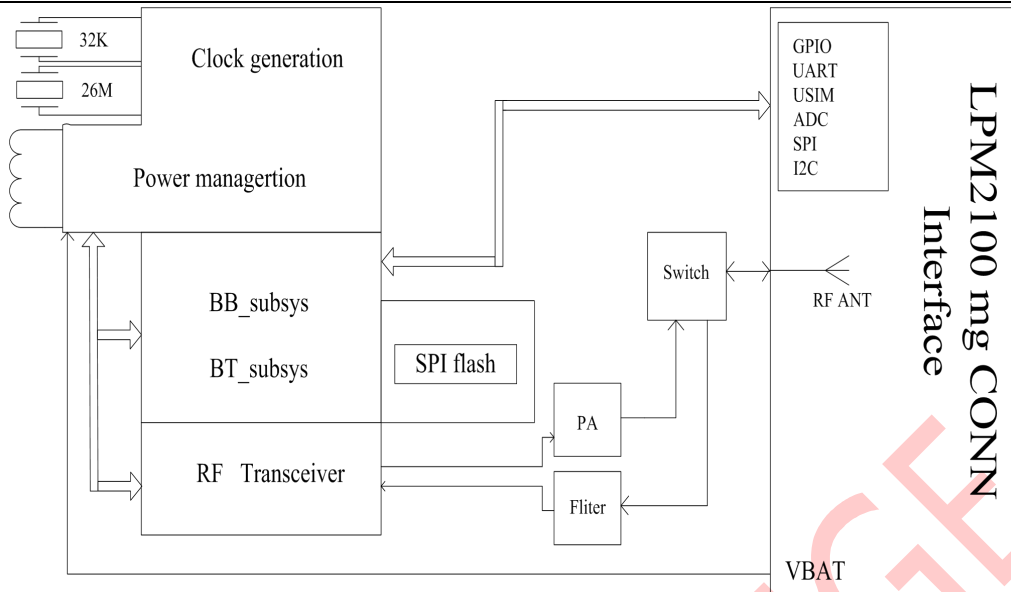 32K
26M
Clock generation
Power managertion
BB_subsys
BT_subsys
SPI flash
RF Transceiver
PA
Fliter
Switch
RF ANT
GPIO
UART
USIM
ADC
SPI
I2C
LPM2100 mg CONN
Interface
VBAT